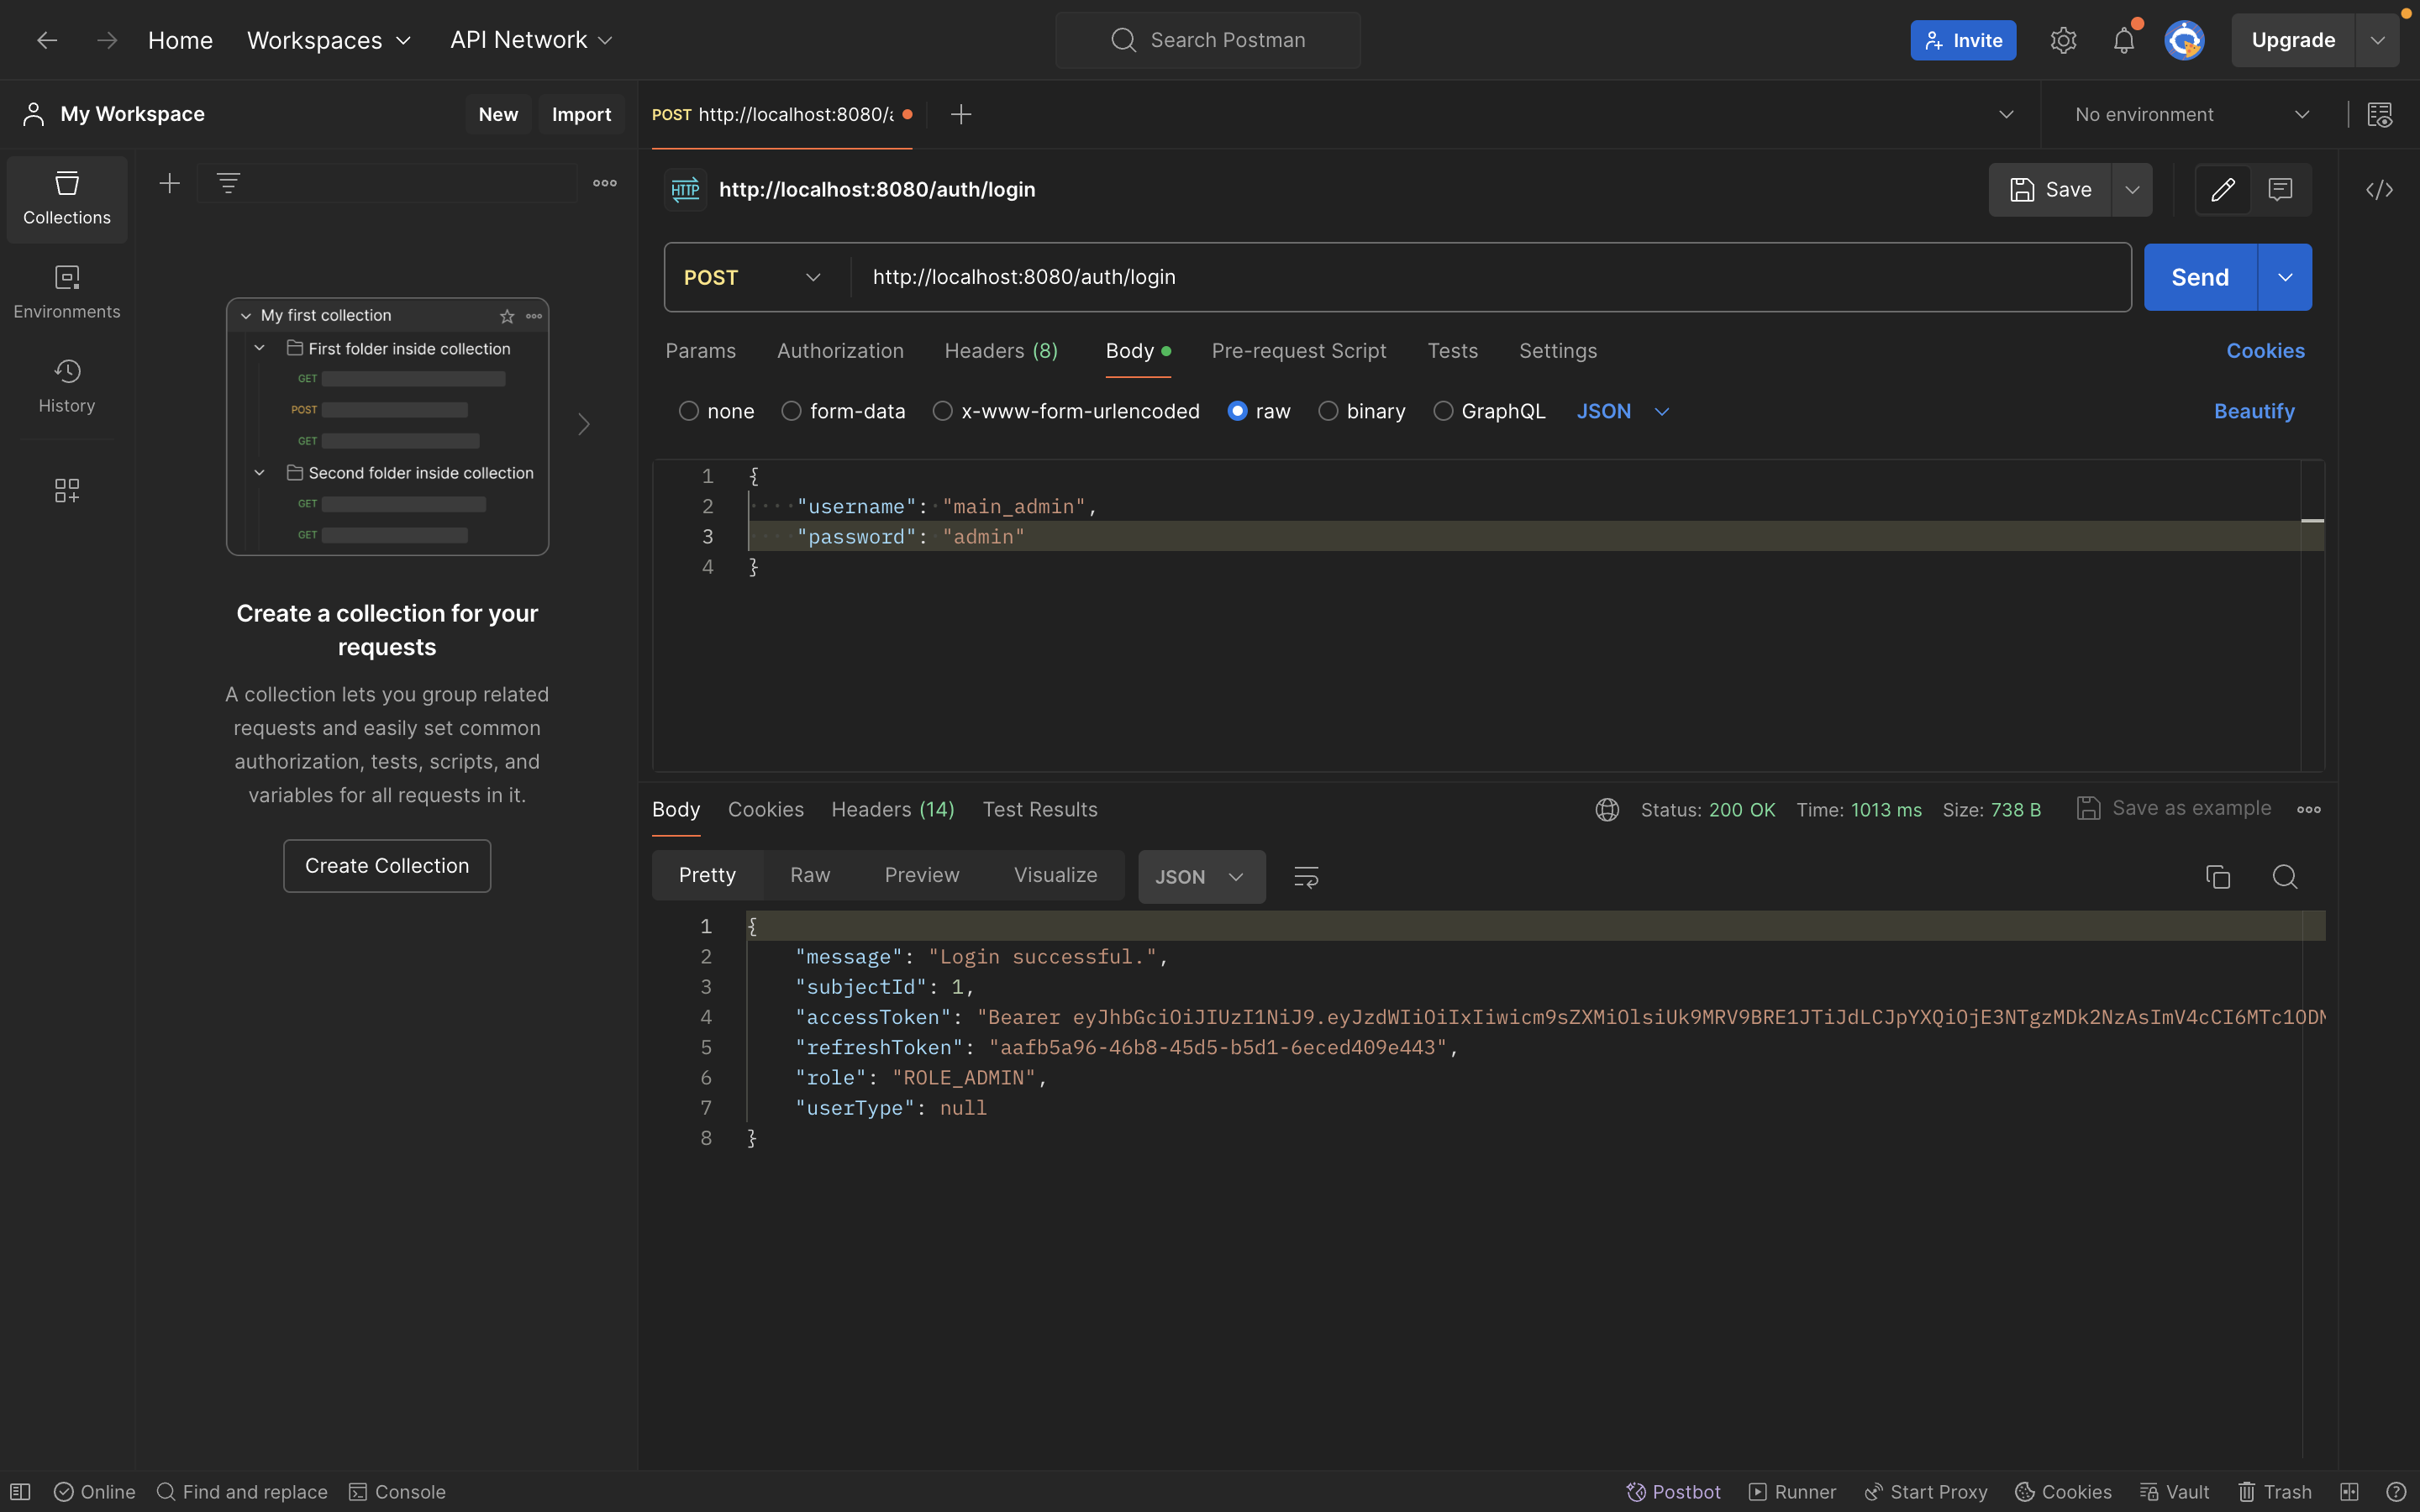 Home Workspaces API Network Search Postman Invite Upgrade
My Workspace New Import POST http://localhost:8080/a No environment
Collections
Environments
History
My first collection
First folder inside collection
GET
POST
GET
Second folder inside collection
GET
GET
Create a collection for your
requests
A collection lets you group related
requests and easily set common
authorization, tests, scripts, and
variables for all requests in it.
Create Collection
HTTP http://localhost:8080/auth/login Save
POST http://localhost:8080/auth/login Send
Params Authorization Headers (8) Body Pre-request Script Tests Settings Cookies
none form-data x-www-form-urlencoded raw binary GraphQL JSON Beautify
1 {
2 "username": "main_admin",
3 "password": "admin"
4 }
Body Cookies Headers (14) Test Results Status: 200 OK Time: 1013 ms Size: 738 B Save as example
Pretty Raw Preview Visualize JSON
1 {
2 "message": "Login successful.",
3 "subjectId": 1,
4 "accessToken": "Bearer eyJhbGciOiJIUzI1NiJ9.eyJzdWIiOiIxIiwicm9sZXMiOlsiUk9MRV9BRE1JTiJdLCJpYXQiOjE3NTgzMDk2NzAsImV4cCI6MTc1ODM
5 "refreshToken": "aafb5a96-46b8-45d5-b5d1-6eced409e443",
6 "role": "ROLE_ADMIN",
7 "userType": null
8 }
Online Find and replace Console Postbot Runner Start Proxy Cookies Vault Trash